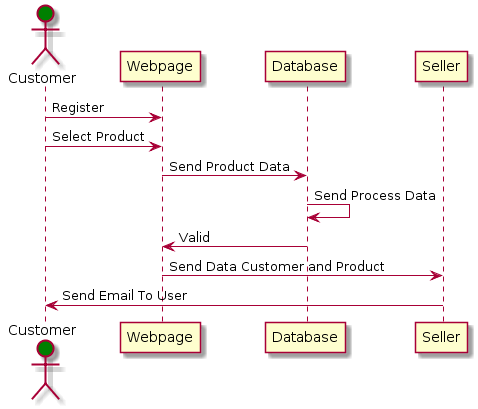 Customer
Webpage Database Seller
Register
Select Product
Send Product Data
Send Process Data
Valid
Send Data Customer and Product
Send Email To User
Customer
Webpage Database Seller